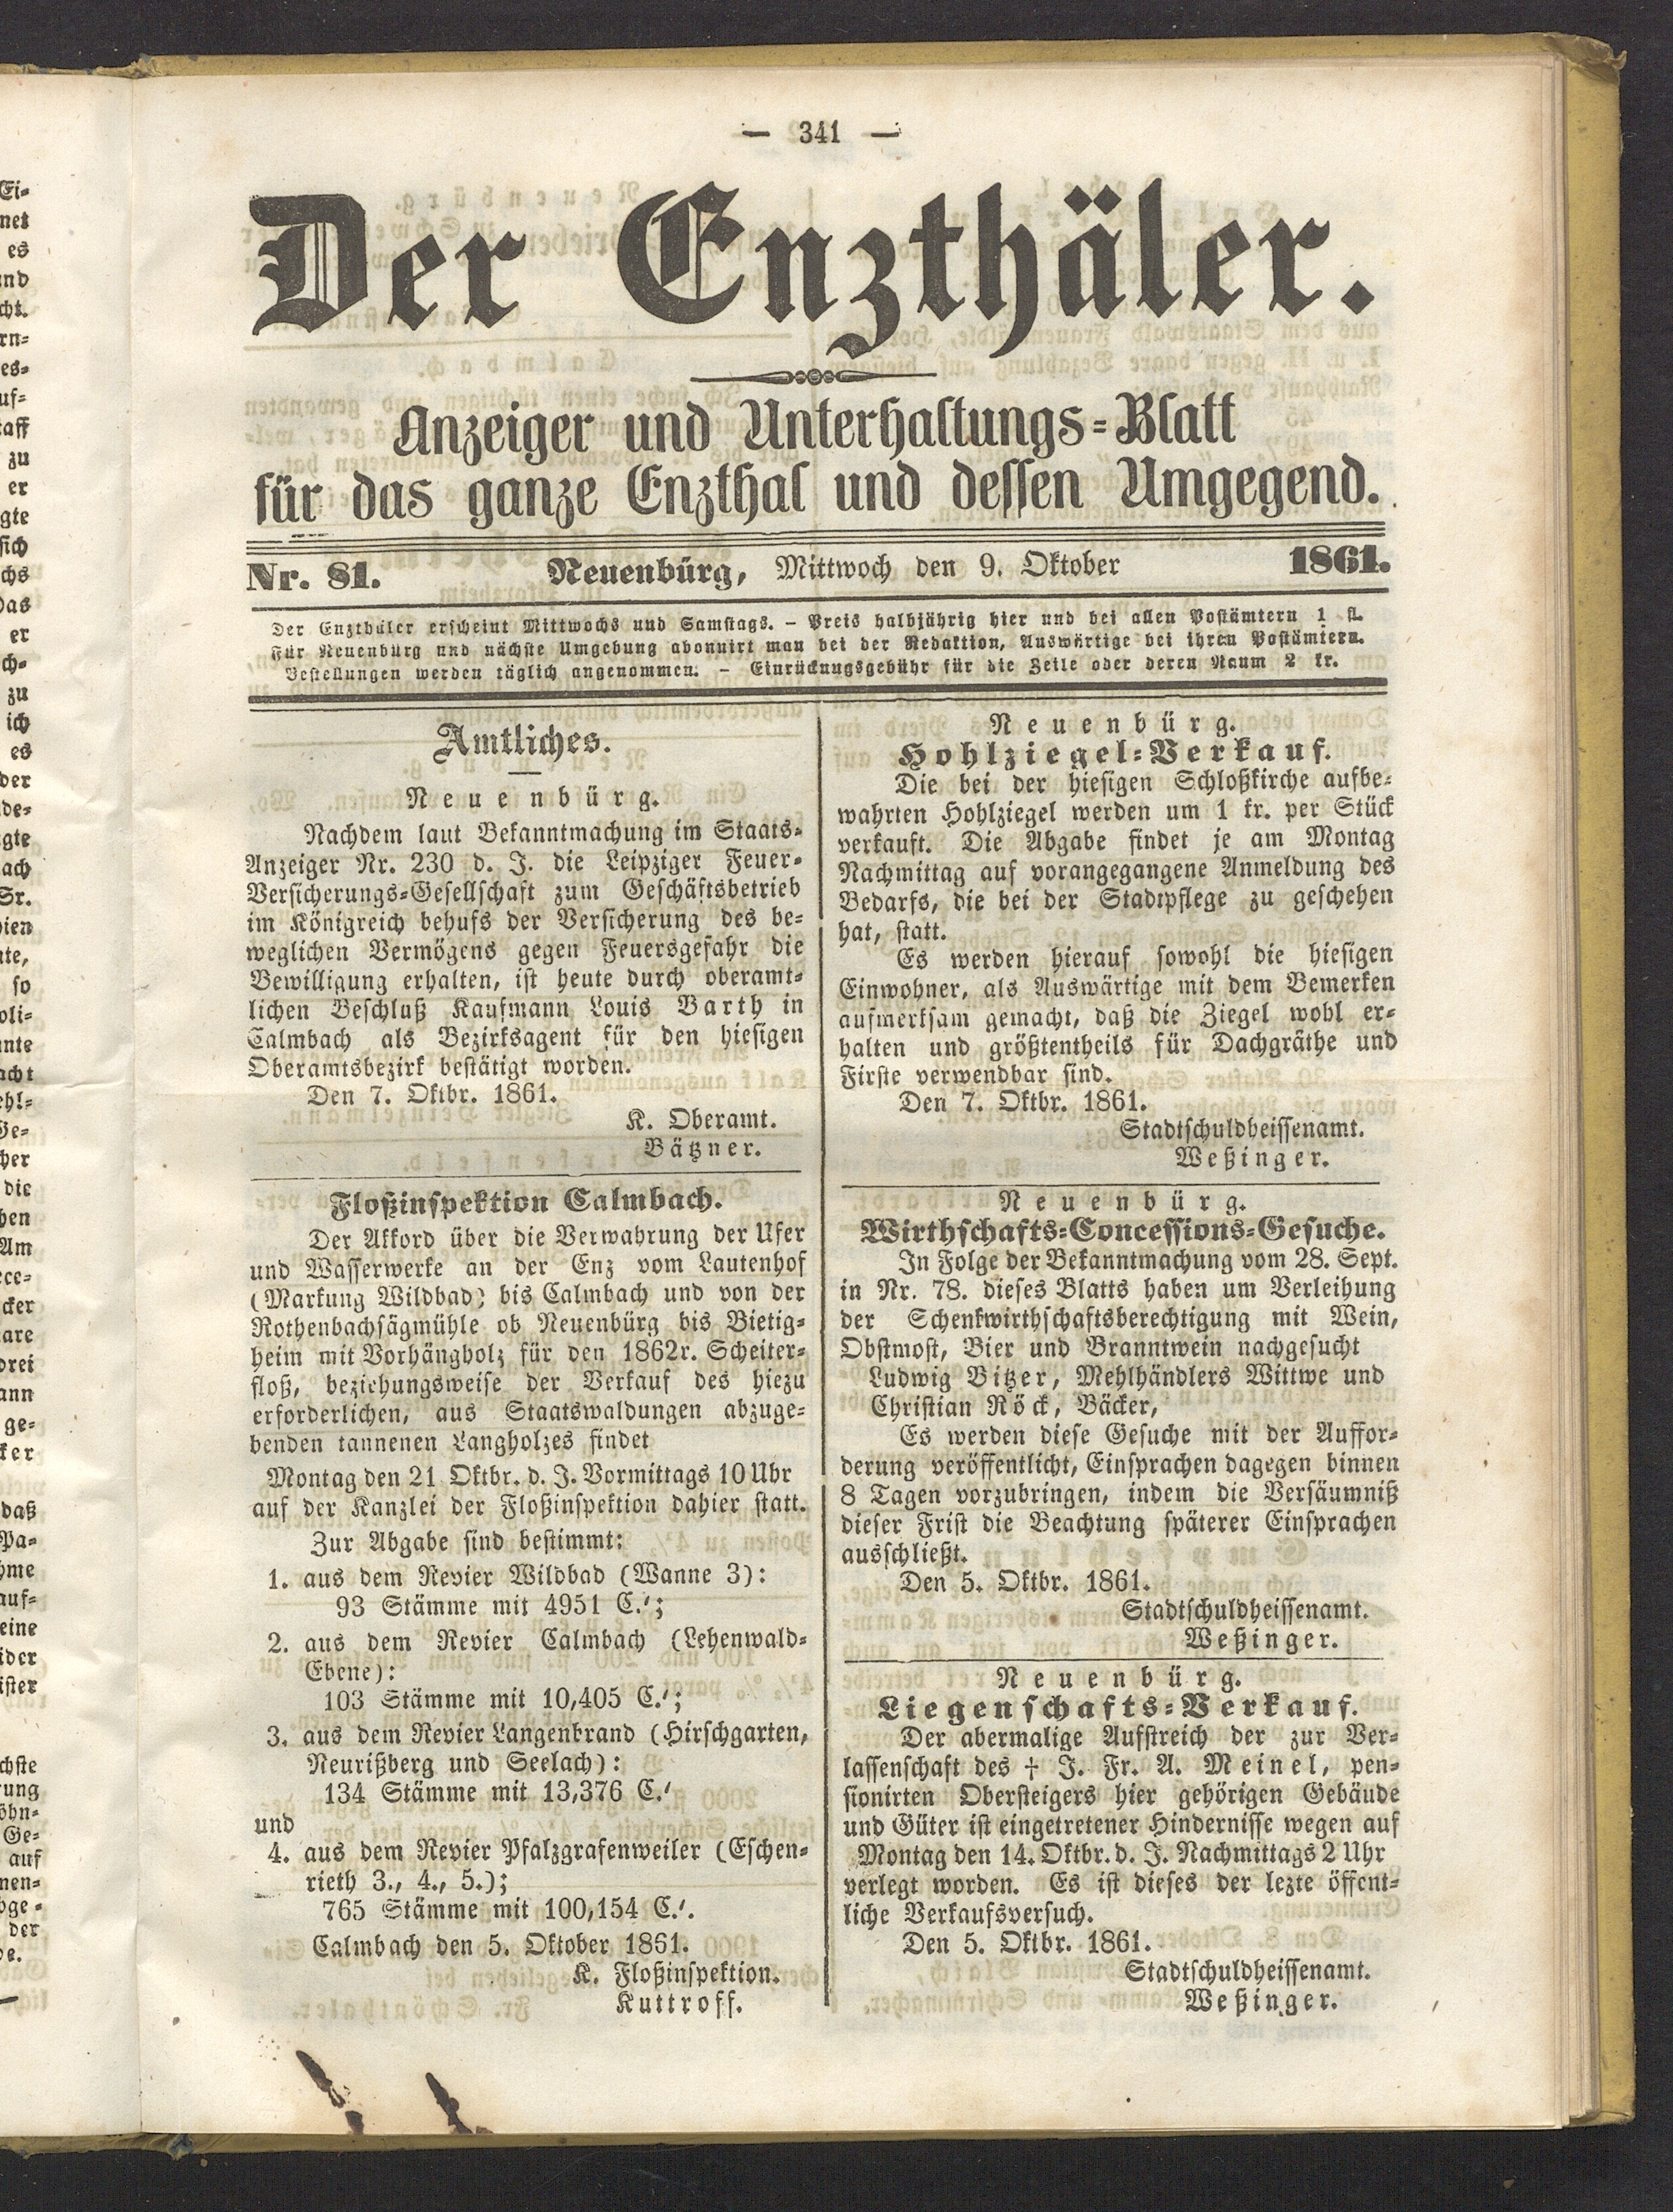 — 341 —
Der Enzthäler.
Anzeiger und Unterhaltungs-Blatt
für das ganze Enzthal und dessen Umgegend.
Nr. 81. Neuenbürg, Mittwoch den 9. Oktober 1861.
Der Enzthäler erscheint Mittwochs und Samstags. – Preis halbjährig hier und bei allen Postämtern 1 fl.
Für Neuenbürg und nächste Umgebung abonnirt man bei der Redaktion, Auswärtige bei ihren Postämtern.
Bestellungen werden täglich angenommen. – Einrückungsgebühr für die Zeile oder deren Raum 2 kr.
Amtliches.
Neuenbürg.
Nachdem laut Bekanntmachung im Staats-
Anzeiger Nr. 230 d. J. die Leipziger Feuer-
Versicherungs-Gesellschaft zum Geschäftsbetrieb
im Königreich behufs der Versicherung des be-
weglichen Vermögens gegen Feuersgefahr die
Bewilligung erhalten, ist heute durch oberamt-
lichen Beschluß Kaufmann Louis Barth in
Calmbach als Bezirksagent für den hiesigen
Oberamtsbezirk bestätigt worden.
Den 7. Oktbr. 1861.
K. Oberamt.
Bätzner.
Floßinspektion Calmbach.
Der Akkord über die Verwahrung der Ufer
und Wasserwerke an der Enz vom Lautenhof
(Markung Wildbad) bis Calmbach und von der
Rothenbachsägmühle ob Neuenbürg bis Bietig-
heim mit Vorhängholz für den 1862r. Scheiter-
floß, beziehungsweise der Verkauf des hiezu
erforderlichen, aus Staatswaldungen abzuge-
benden tannenen Langholzes findet
Montag den 21 Oktbr. d. J. Vormittags 10 Uhr
auf der Kanzlei der Floßinspektion dahier statt.
Zur Abgabe sind bestimmt:
1. aus dem Revier Wildbad (Wanne 3):
93 Stämme mit 4951 C.';
2. aus dem Revier Calmbach (Lehenwald-
Ebene):
103 Stämme mit 10,405 C.';
3. aus dem Revier Langenbrand (Hirschgarten,
Neurißberg und Seelach):
134 Stämme mit 13,376 C.'
und
4. aus dem Revier Pfalzgrafenweiler (Eschen-
rieth 3., 4., 5.);
765 Stämme mit 100,154 C.'.
Calmbach den 5. Oktober 1861.
K. Floßinspektion.
Kuttroff.
Neuenbürg.
Hohlziegel-Verkauf.
Die bei der hiesigen Schloßkirche aufbe-
wahrten Hohlziegel werden um 1 kr. per Stück
verkauft. Die Abgabe findet je am Montag
Nachmittag auf vorangegangene Anmeldung des
Bedarfs, die bei der Stadtpflege zu geschehen
hat, statt.
Es werden hierauf sowohl die hiesigen
Einwohner, als Auswärtige mit dem Bemerken
aufmerksam gemacht, daß die Ziegel wohl er-
halten und größtentheils für Dachgräthe und
Firste verwendbar sind.
Den 7. Oktbr. 1861.
Stadtschuldheissenamt.
Weßinger.
Neuenbürg.
Wirthschafts-Concessions-Gesuche.
In Folge der Bekanntmachung vom 28. Sept.
in Nr. 78. dieses Blatts haben um Verleihung
der Schenkwirthschaftsberechtigung mit Wein,
Obstmost, Bier und Branntwein nachgesucht
Ludwig Bitzer, Mehlhändlers Wittwe und
Christian Röck, Bäcker,
Es werden diese Gesuche mit der Auffor-
derung veröffentlicht, Einsprachen dagegen binnen
8 Tagen vorzubringen, indem die Versäumniß
dieser Frist die Beachtung späterer Einsprachen
ausschließt.
Den 5. Oktbr. 1861.
Stadtschuldheissenamt.
Weßinger.
Neuenbürg.
Liegenschafts-Verkauf.
Der abermalige Aufstreich der zur Ver-
lassenschaft des † J. Fr. A. Meinel, pen-
sionirten Obersteigers hier gehörigen Gebäude
und Güter ist eingetretener Hindernisse wegen auf
Montag den 14. Oktbr. d. J. Nachmittags 2 Uhr
verlegt worden. Es ist dieses der lezte öffent-
liche Verkaufsversuch.
Den 5. Oktbr. 1861.
Stadtschuldheissenamt.
Weßinger.